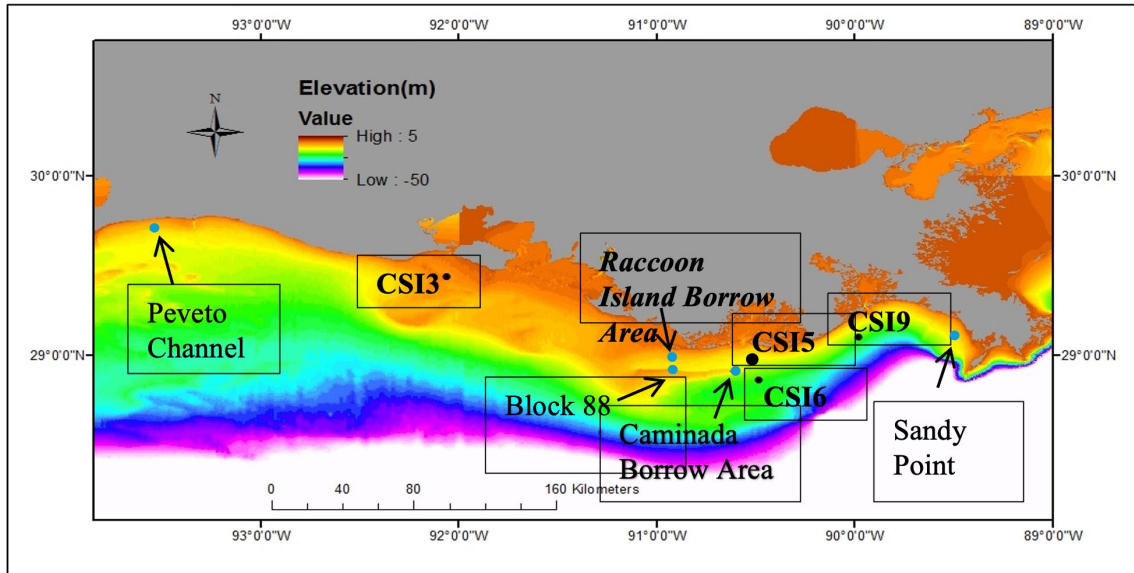 93°0'0"W 92°0'0"W 91°0'0"W 90°0'0"W 89°0'0"W
N
Elevation(m)
Value
High : 5
Low : -50
30°0'0"N 30°0'0"N
Raccoon
Island Borrow
Area
CSI3
CSI9
CSI5
CSI6
Peveto
Channel
29°0'0"N 29°0'0"N
Block 88
Caminada
Borrow Area
Sandy
Point
0 40 80 160 Kilometers
93°0'0"W 92°0'0"W 91°0'0"W 90°0'0"W 89°0'0"W